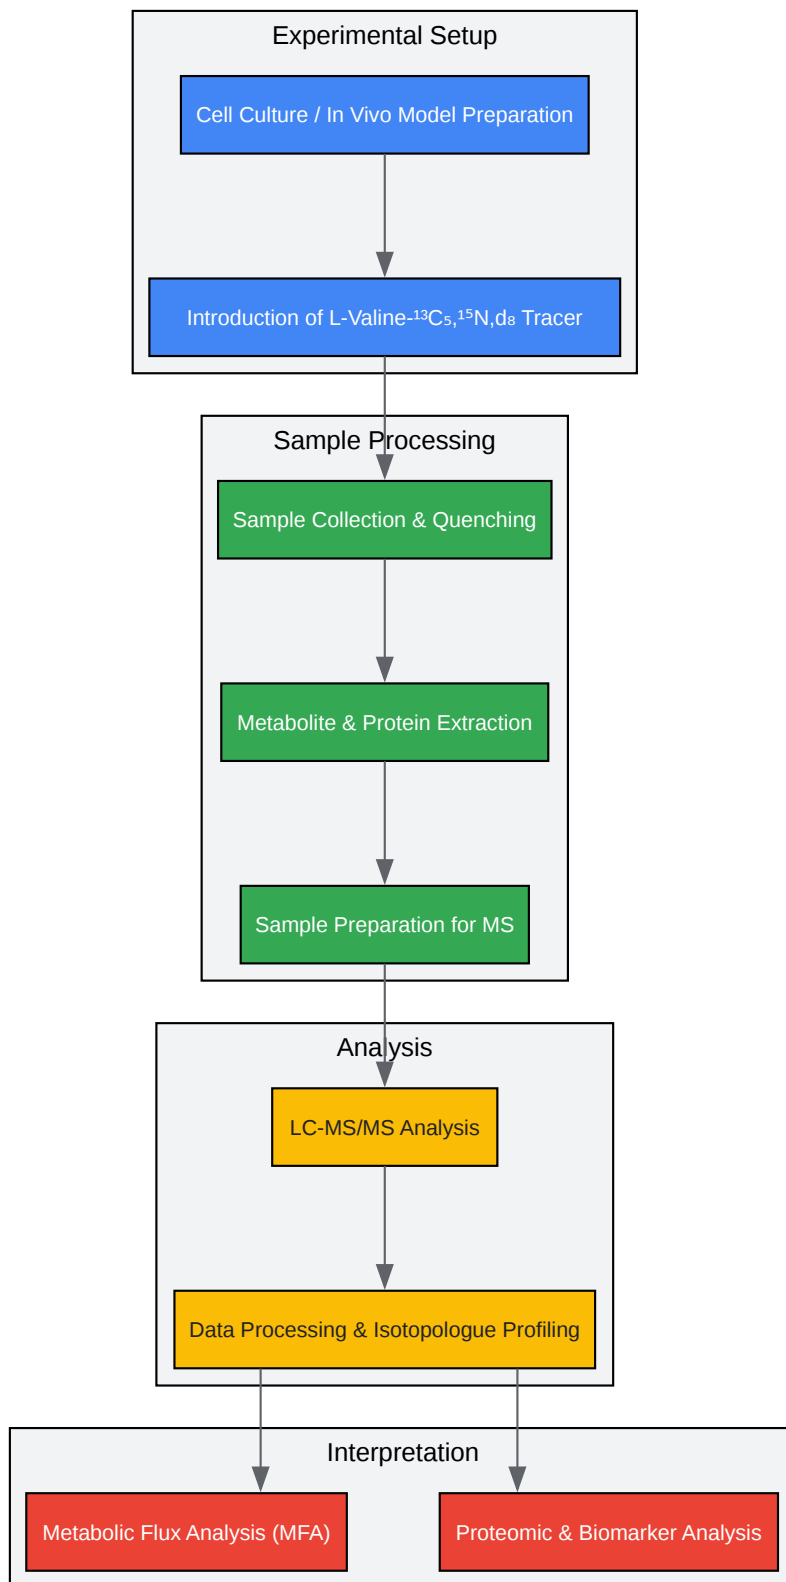 Experimental Setup
Cell Culture / In Vivo Model Preparation
Introduction of L-Valine-¹³C₅,¹⁵N,d₈ Tracer
Sample Processing
Sample Collection & Quenching
Metabolite & Protein Extraction
Sample Preparation for MS
Analysis
LC-MS/MS Analysis
Data Processing & Isotopologue Profiling
Interpretation
Metabolic Flux Analysis (MFA)
Proteomic & Biomarker Analysis